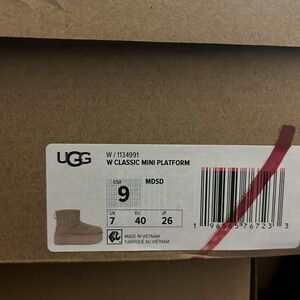 UGG
W / 1134991
W CLASSIC MINI PLATFORM
USA
9
MDSD
UK
7
EU
40
JP
26
MADE IN VIETNAM
FABRIQUÉ AU VIETNAM
3